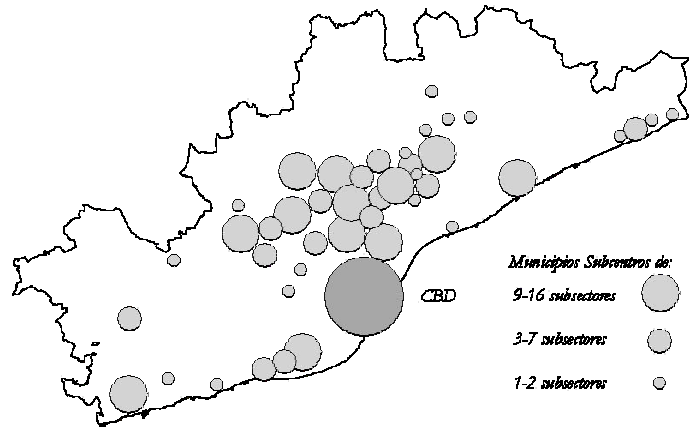 Municipios Subcentros de:
CBD
9-16 subsectores
3-7 subsectores
1-2 subsectores